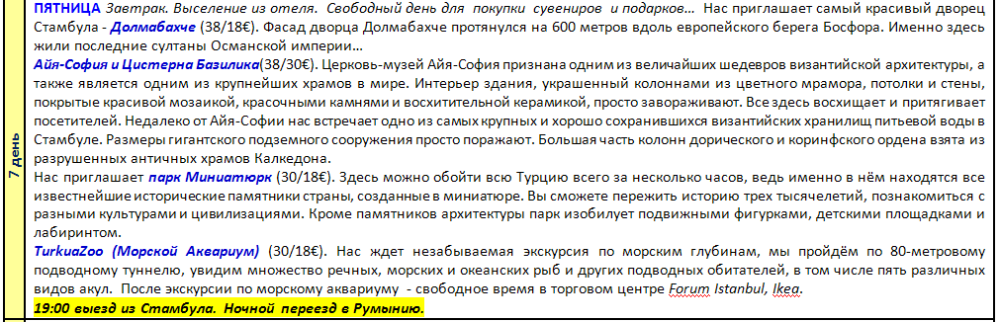 7 день
ПЯТНИЦА Завтрак. Выселение из отеля. Свободный день для покупки сувениров и подарков… Нас приглашает самый красивый дворец
Стамбула - Долмабахче (38/18€). Фасад дворца Долмабахче протянулся на 600 метров вдоль европейского берега Босфора. Именно здесь
жили последние султаны Османской империи…
Айя-София и Цистерна Базилика(38/30€). Церковь-музей Айя-София признана одним из величайших шедевров византийской архитектуры, а
также является одним из крупнейших храмов в мире. Интерьер здания, украшенный колоннами из цветного мрамора, потолки и стены,
покрытые красивой мозаикой, красочными камнями и восхитительной керамикой, просто завораживают. Все здесь восхищает и притягивает
посетителей. Недалеко от Айя-Софии нас встречает одно из самых крупных и хорошо сохранившихся византийских хранилищ питьевой воды в
Стамбуле. Размеры гигантского подземного сооружения просто поражают. Большая часть колонн дорического и коринфского ордена взята из
разрушенных античных храмов Калкедона.
Нас приглашает парк Миниатюрк (30/18€). Здесь можно обойти всю Турцию всего за несколько часов, ведь именно в нём находятся все
известнейшие исторические памятники страны, созданные в миниатюре. Вы сможете пережить историю трех тысячелетий, познакомиться с
разными культурами и цивилизациями. Кроме памятников архитектуры парк изобилует подвижными фигурками, детскими площадками и
лабиринтом.
TurkuaZoo (Морской Аквариум) (30/18€). Нас ждет незабываемая экскурсия по морским глубинам, мы пройдём по 80-метровому
подводному туннелю, увидим множество речных, морских и океанских рыб и других подводных обитателей, в том числе пять различных
видов акул. После экскурсии по морскому аквариуму - свободное время в торговом центре Forum Istanbul, Ikea.
19:00 выезд из Стамбула. Ночной переезд в Румынию.